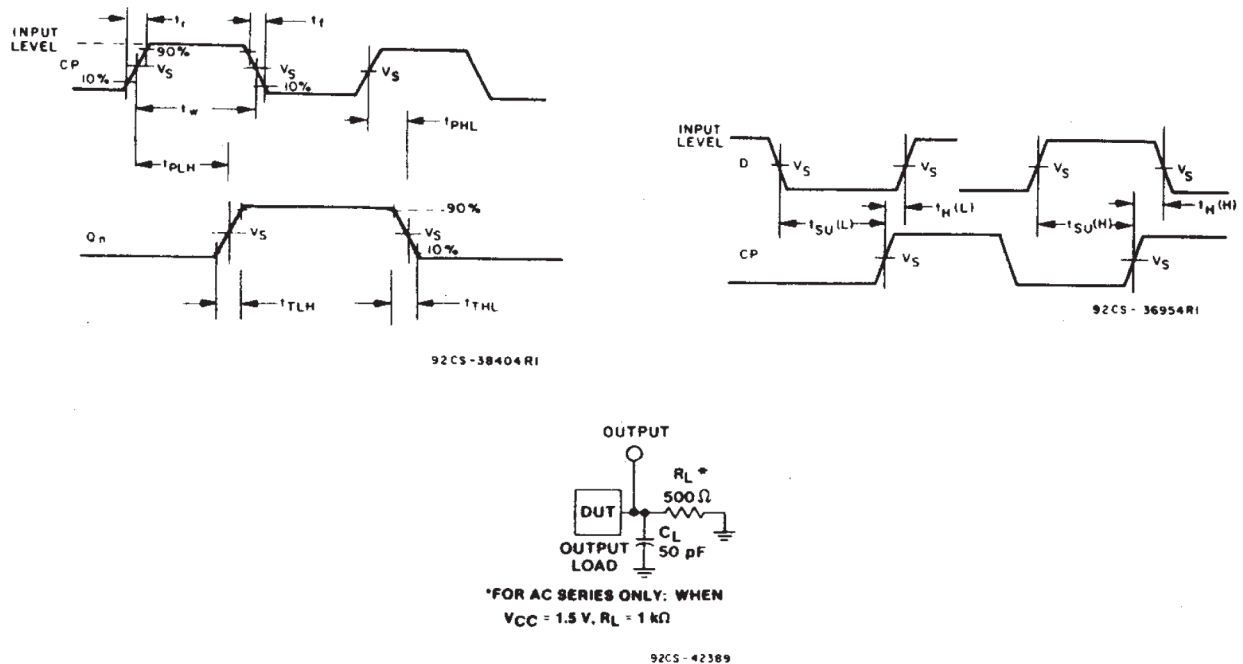 INPUT LEVEL
tr
tf
CP
90%
10%
VS
VS
10%
VS
tw
tPHL
tPLH
90%
Qn
VS
VS
10%
tTLH
tTHL
92CS-38404R1
INPUT LEVEL
D
VS
VS
VS
VS
tSU(L)
tH(L)
tSU(H)
tH(H)
CP
VS
VS
92CS-36954R1
OUTPUT
RL*
500Ω
DUT
CL
50 pF
OUTPUT
LOAD
*FOR AC SERIES ONLY: WHEN
VCC = 1.5 V, RL = 1 kΩ
92CS-42389